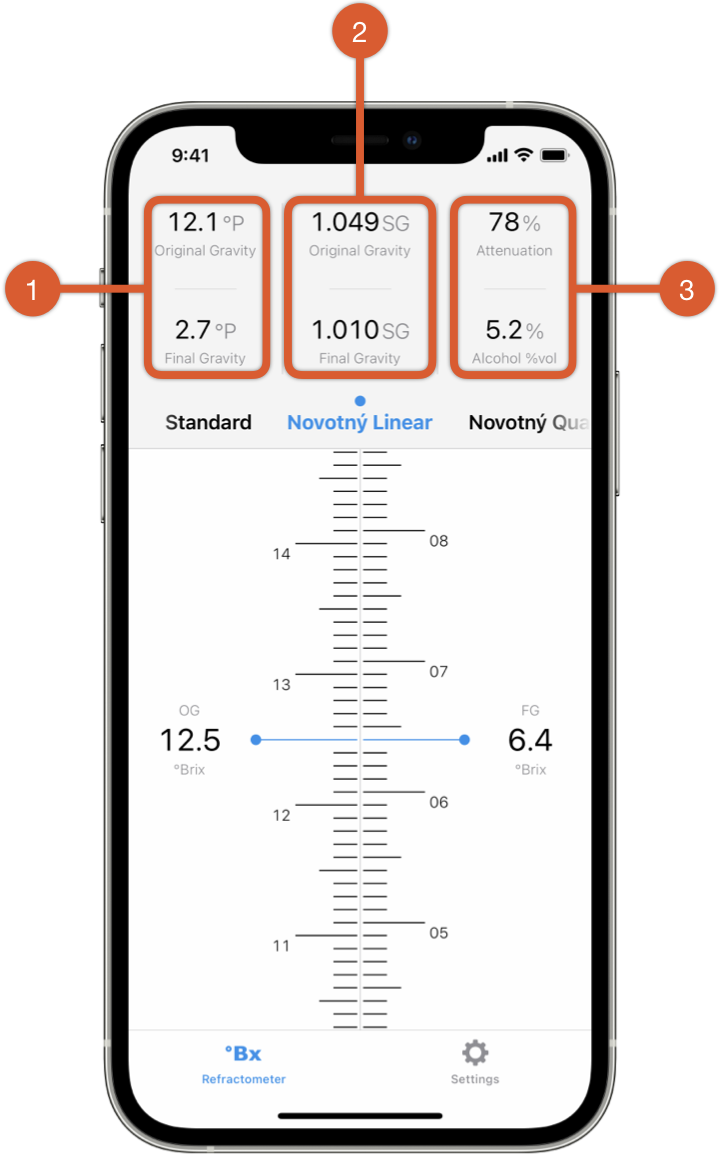 2
9:41
12.1 °P
1.049 SG
78 %
Original Gravity
Original Gravity
Attenuation
1
3
2.7 °P
1.010 SG
5.2 %
Final Gravity
Final Gravity
Alcohol %vol
Standard
Novotný Linear
Novotný Qua
08
14
07
13
OG
FG
12.5
6.4
°Brix
°Brix
06
12
05
11
°Bx
Refractometer
Settings